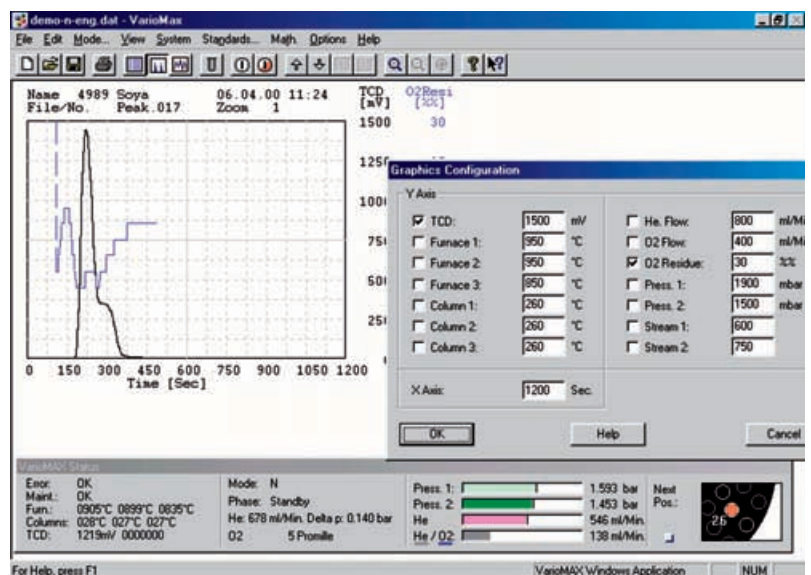 demo-n-eng.dat - VarioMax
File Edit Mode... View System Standards... Math Options Help
Name 4989 Soya 06.04.00 11:24
File/No. Peak.017 Zoom 1
TCD O2Resi
[mV] [%%]
1500 30
1250
100
75
50
25
0 150 300 450 600 750 900 1050 1200
Time [Sec]
Graphics Configuration
Y Axis
TCD: 1500 mV He. Flow: 800 ml/Mi
Furnace 1: 950 °C O2 Flow: 400 ml/Mi
Furnace 2: 950 °C O2 Residue: 30 %%
Furnace 3: 850 °C Press. 1: 1900 mbar
Column 1: 260 °C Press. 2: 1500 mbar
Column 2: 260 °C Stream 1: 600
Column 3: 260 °C Stream 2: 750
X Axis: 1200 Sec.
OK Help Cancel
VarioMAX Status
Error: OK
Maint.: OK
Furn.: 0905°C 0899°C 0835°C
Columns: 028°C 027°C 027°C
TCD: 1219mV 0000000
Mode: N
Phase: Standby
He: 678 ml/Min. Delta p: 0.140 bar
O2 5 Promille
Press. 1: 1.593 bar
Press. 2: 1.453 bar
He 546 ml/Min.
He / O2: 138 ml/Min.
Next
Pos.:
26
For Help, press F1 VarioMAX Windows Application NUM